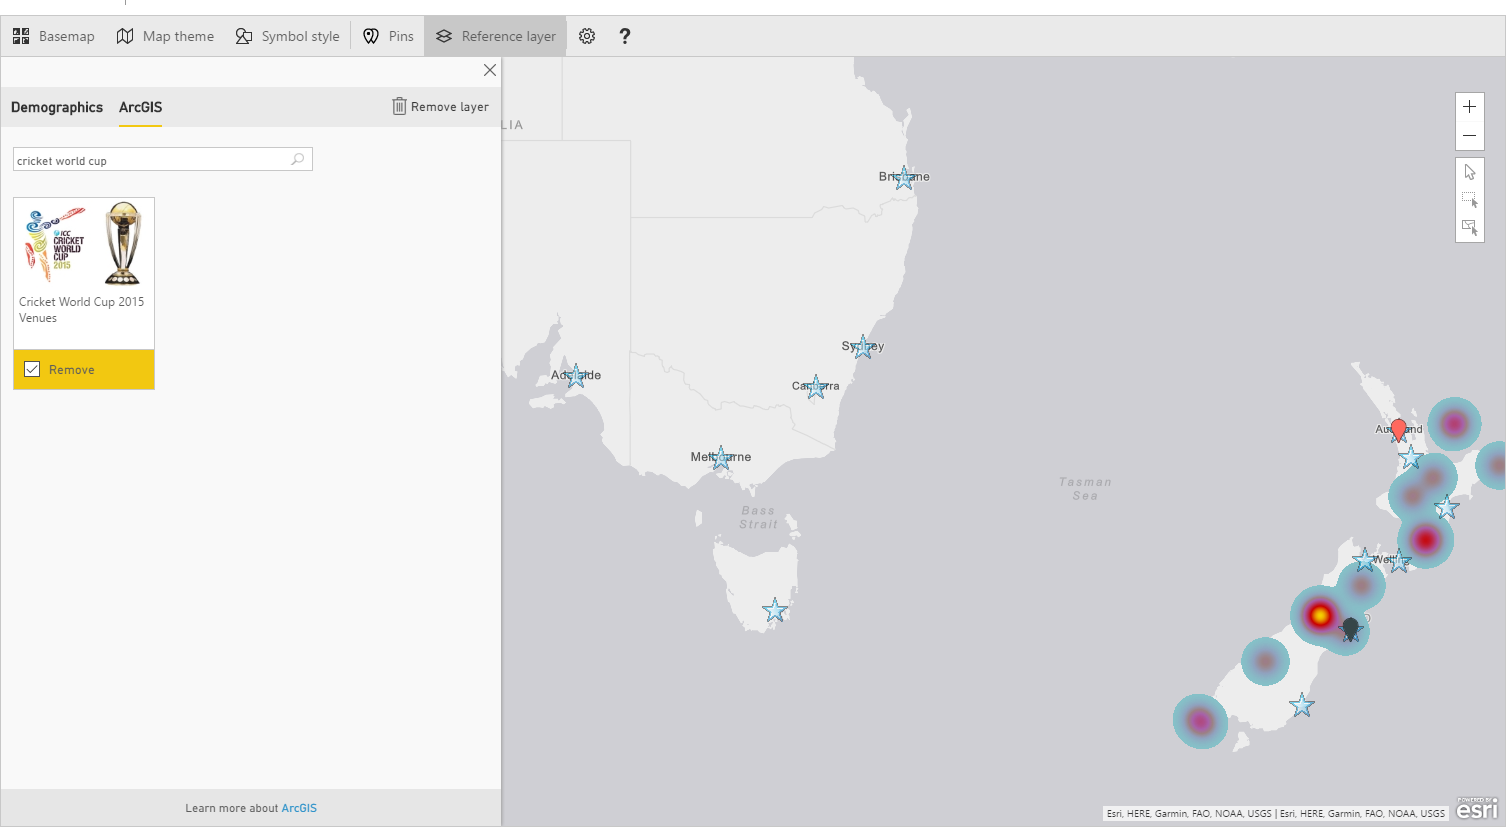 Basemap
Map theme
Symbol style
Pins
Reference layer
?
Demographics
ArcGIS
Remove layer
cricket world cup
ICC
CRICKET
WORLD
CUP
2015
Cricket World Cup 2015
Venues
Remove
Learn more about ArcGIS
LIA
Brisbane
Sydney
Canberra
Adelaide
Melbourne
Bass
Strait
Tasman
Sea
Auckland
Esri, HERE, Garmin, FAO, NOAA, USGS | Esri, HERE, Garmin, FAO, NOAA, USGS
POWERED BY
esri